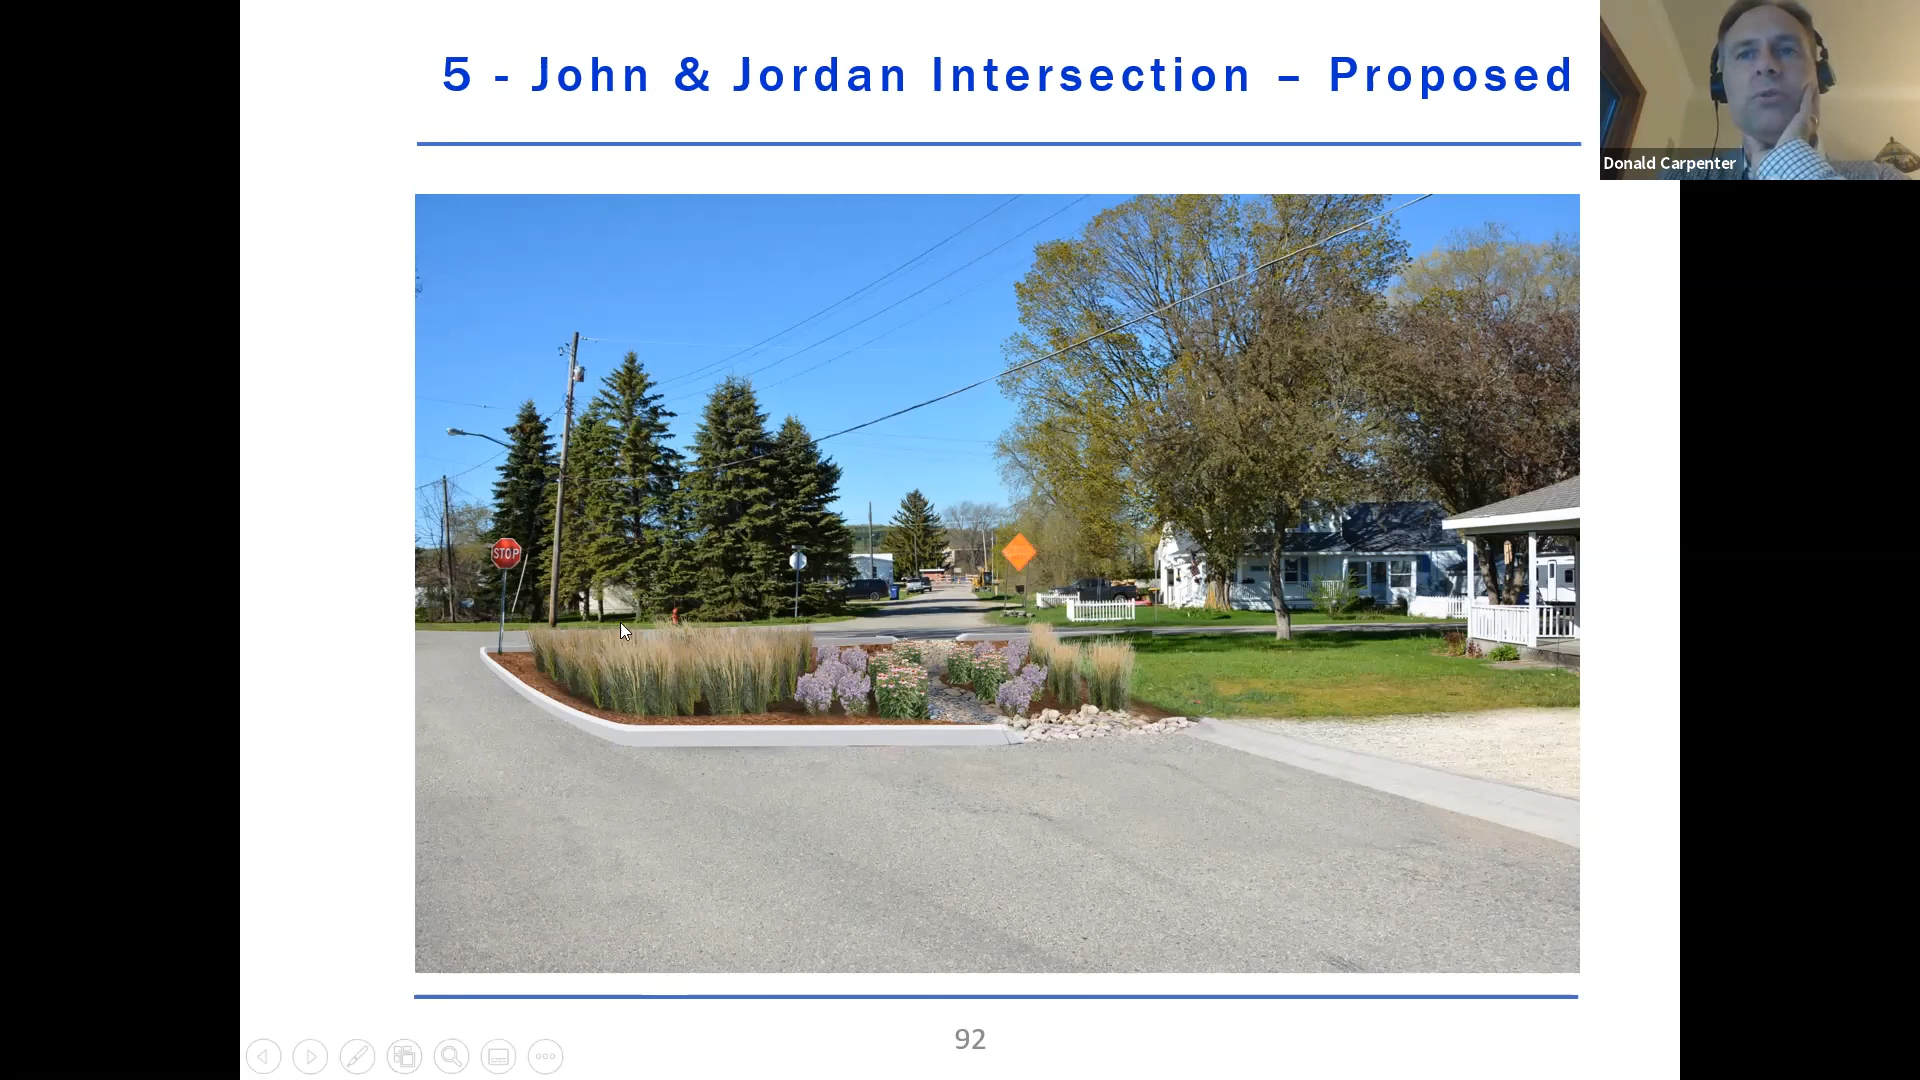 5 - John & Jordan Intersection – Proposed
Donald Carpenter
STOP
92